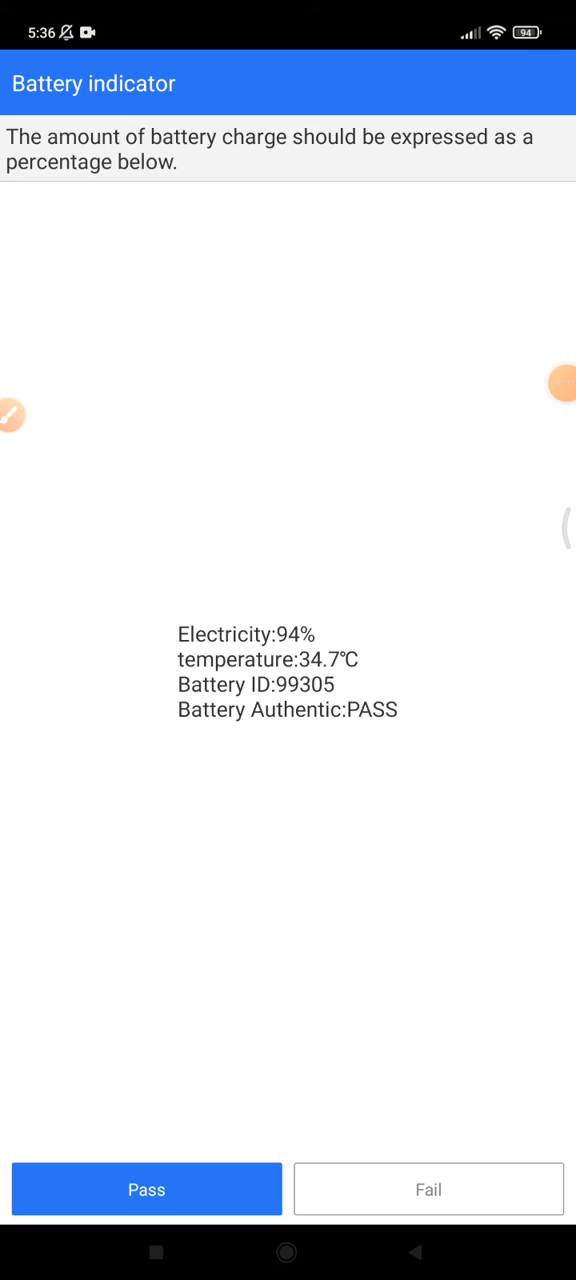 5:36
94
Battery indicator
The amount of battery charge should be expressed as a
percentage below.
Electricity:94%
temperature:34.7℃
Battery ID:99305
Battery Authentic:PASS
Pass
Fail